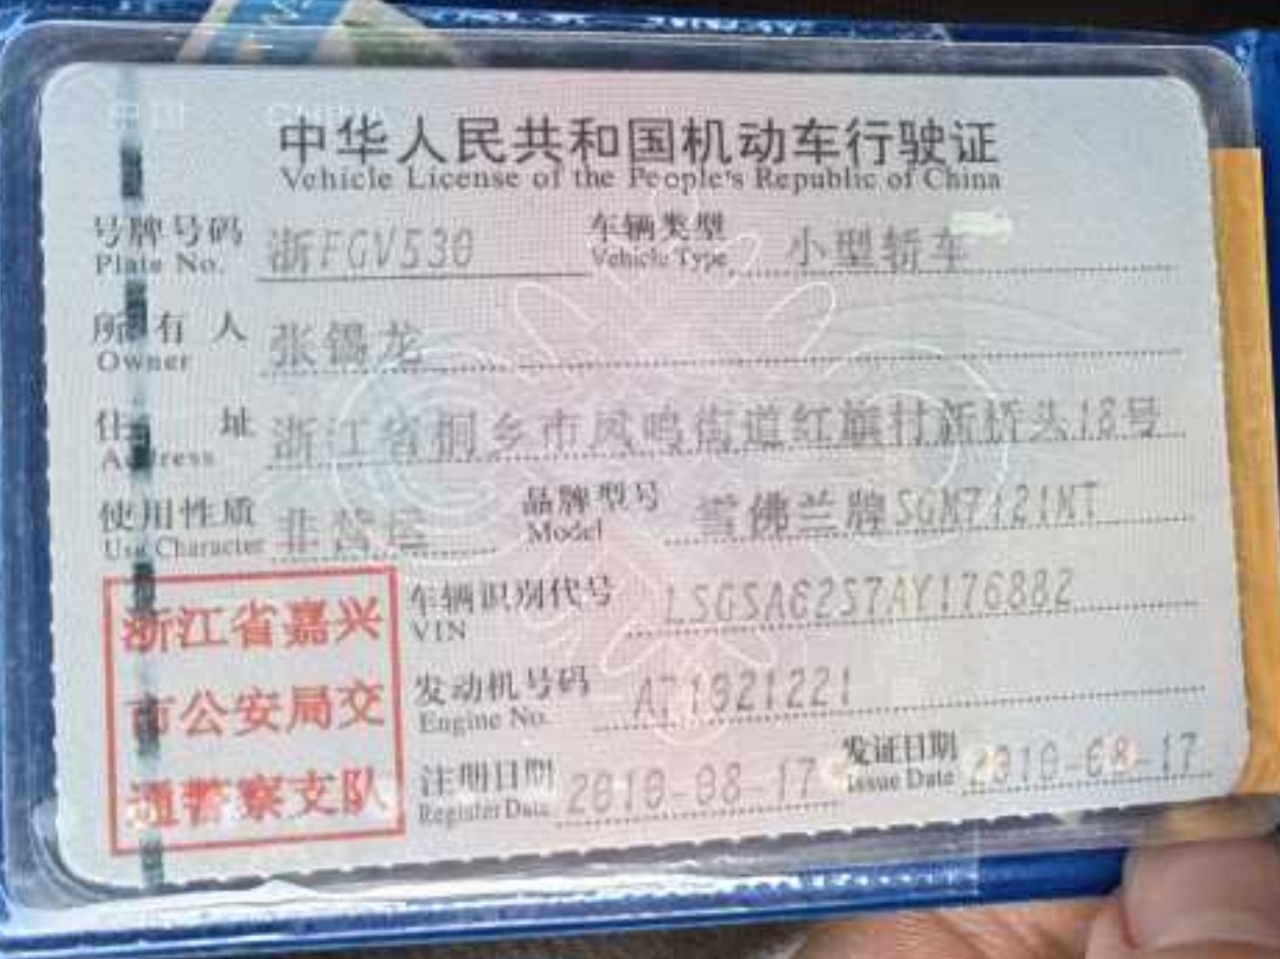 中国 CHINA
中华人民共和国机动车行驶证
Vehicle License of the People's Republic of China
号牌号码 浙FGV530 车辆类型 小型轿车
Plate No. Vehicle Type
所有人 张锡龙
Owner
住址 浙江省桐乡市凤鸣街道红旗村新桥头18号
Address
使用性质 非营运 品牌型号 雪佛兰牌SGM7121MT
Use Character Model
浙江省嘉兴
市公安局交
通警察支队
车辆识别代号 LSGSA62S7AY176882
VIN
发动机号码 A71021221
Engine No.
注册日期 2010-08-17 发证日期 2010-08-17
Register Date Issue Date